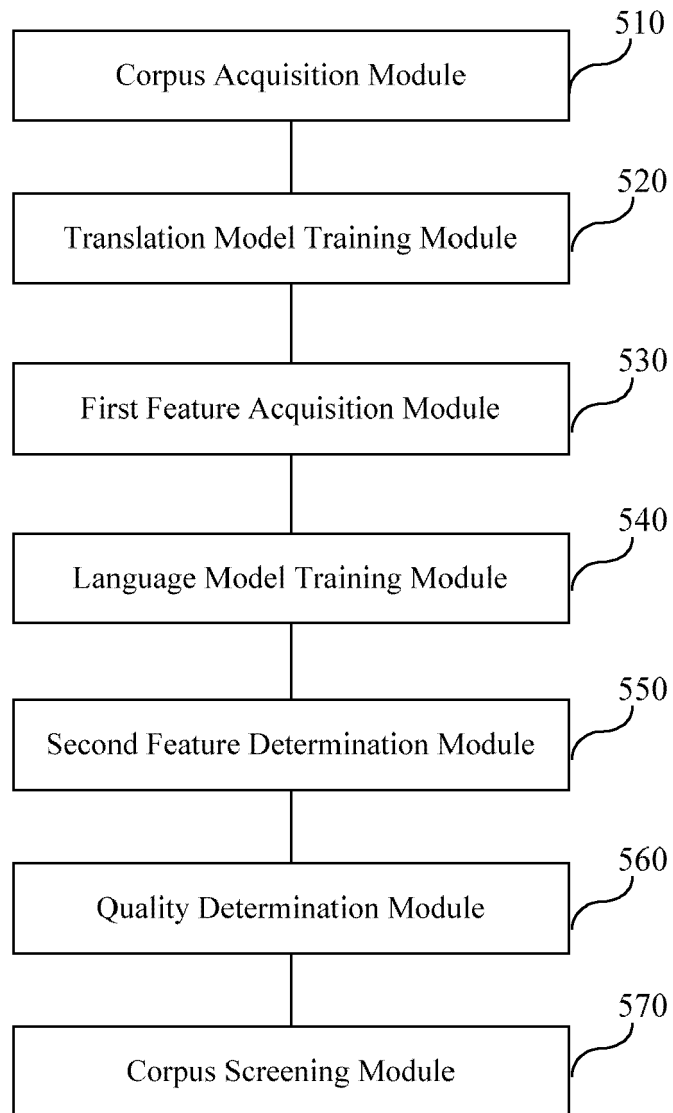 510
Corpus Acquisition Module
520
Translation Model Training Module
530
First Feature Acquisition Module
540
Language Model Training Module
550
Second Feature Determination Module
560
Quality Determination Module
570
Corpus Screening Module